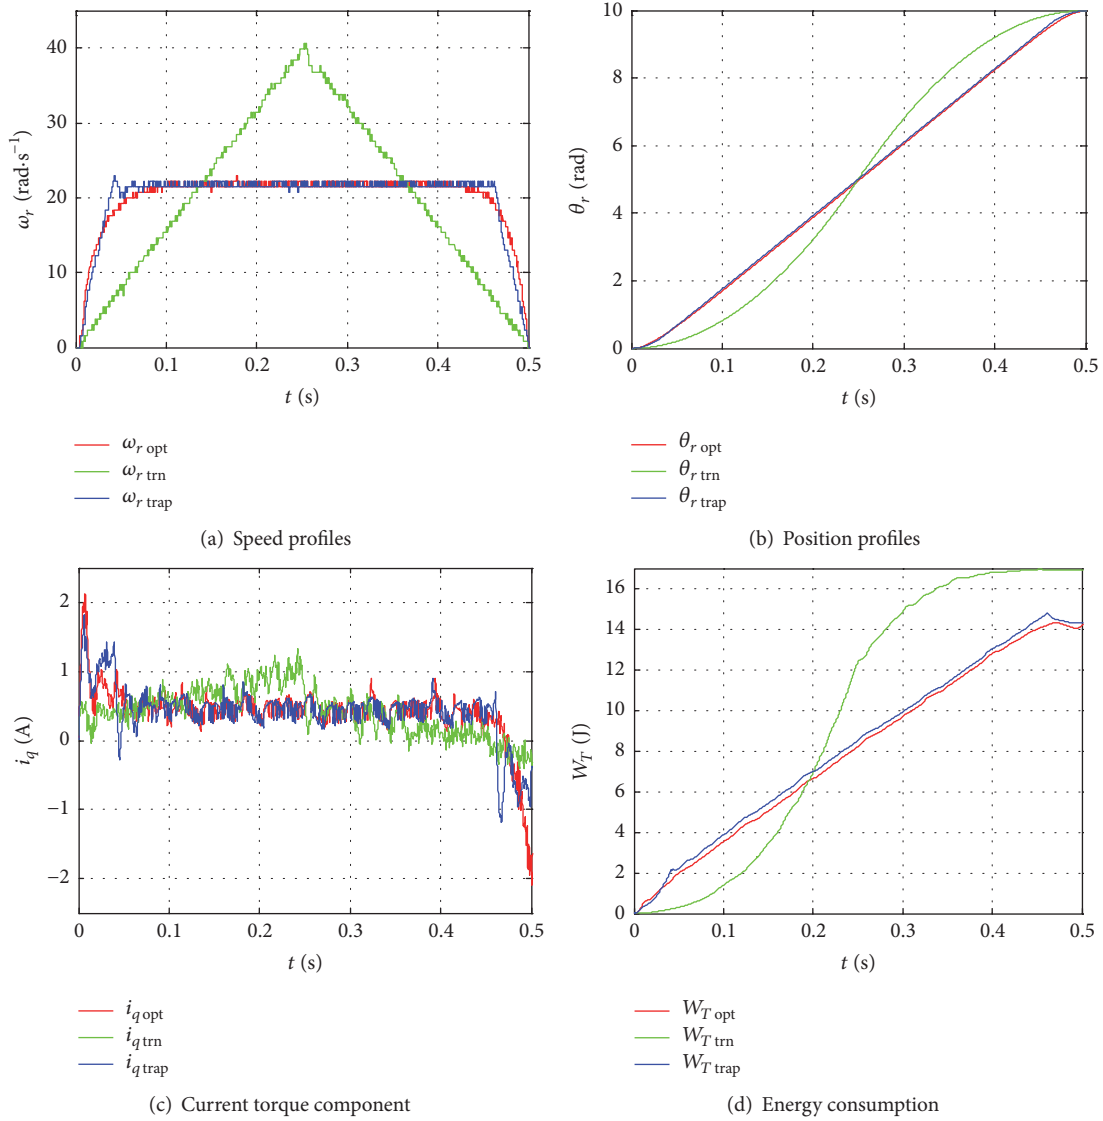 40
30
20
10
0
ω_r (rad·s⁻¹)
0 0.1 0.2 0.3 0.4 0.5
t (s)
ω_r opt
ω_r trn
ω_r trap
(a) Speed profiles
10
8
6
4
2
0
θ_r (rad)
0 0.1 0.2 0.3 0.4 0.5
t (s)
θ_r opt
θ_r trn
θ_r trap
(b) Position profiles
2
1
0
−1
−2
i_q (A)
0 0.1 0.2 0.3 0.4 0.5
t (s)
i_q opt
i_q trn
i_q trap
(c) Current torque component
16
14
12
10
8
6
4
2
0
W_T (J)
0 0.1 0.2 0.3 0.4 0.5
t (s)
W_T opt
W_T trn
W_T trap
(d) Energy consumption